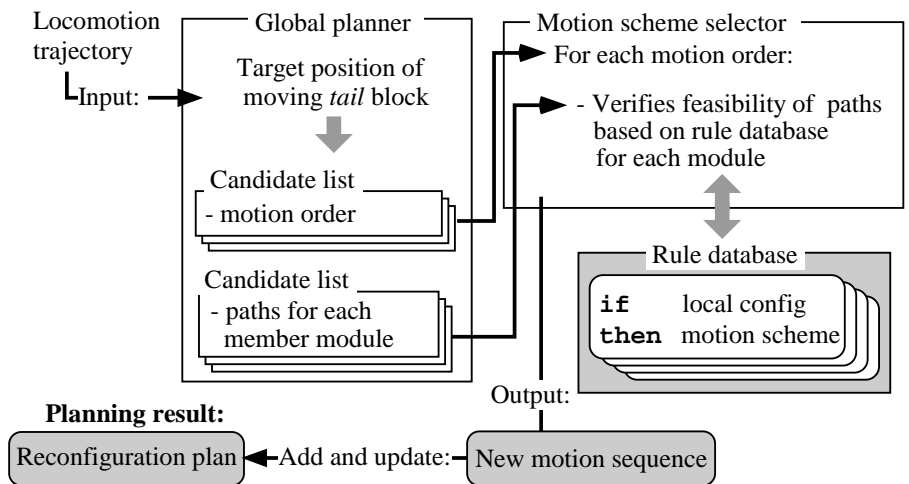 Locomotion
trajectory
Input:
Global planner
Target position of
moving tail block
Candidate list
- motion order
Candidate list
- paths for each
member module
Motion scheme selector
For each motion order:
- Verifies feasibility of paths
based on rule database
for each module
Rule database
if local config
then motion scheme
Output:
Planning result:
Reconfiguration plan
Add and update:
New motion sequence